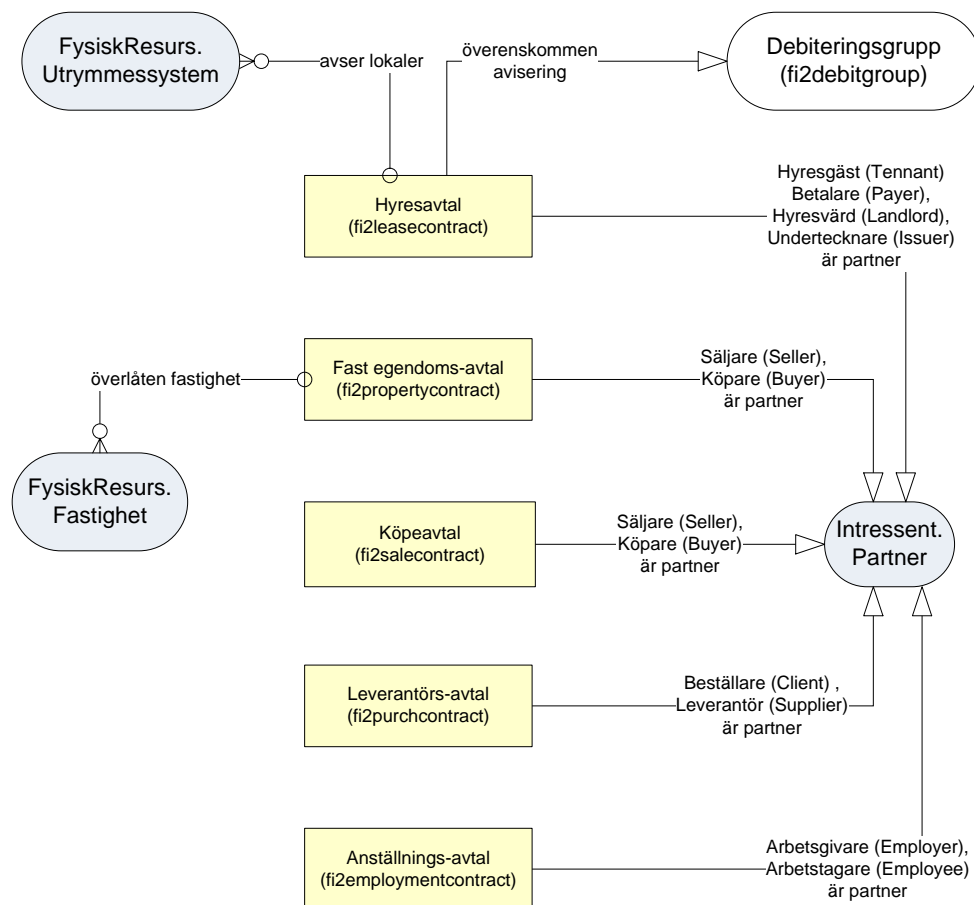 FysiskResurs.
Utrymmessystem
avser lokaler
överenskommen
avisering
Debiteringsgrupp
(fi2debitgroup)
Hyresavtal
(fi2leasecontract)
Hyresgäst (Tennant)
Betalare (Payer),
Hyresvärd (Landlord),
Undertecknare (Issuer)
är partner
Fast egendoms-avtal
(fi2propertycontract)
Säljare (Seller),
Köpare (Buyer)
är partner
överlåten fastighet
FysiskResurs.
Fastighet
Köpeavtal
(fi2salecontract)
Säljare (Seller),
Köpare (Buyer)
är partner
Intressent.
Partner
Leverantörs-avtal
(fi2purchcontract)
Beställare (Client) ,
Leverantör (Supplier)
är partner
Anställnings-avtal
(fi2employmentcontract)
Arbetsgivare (Employer),
Arbetstagare (Employee)
är partner